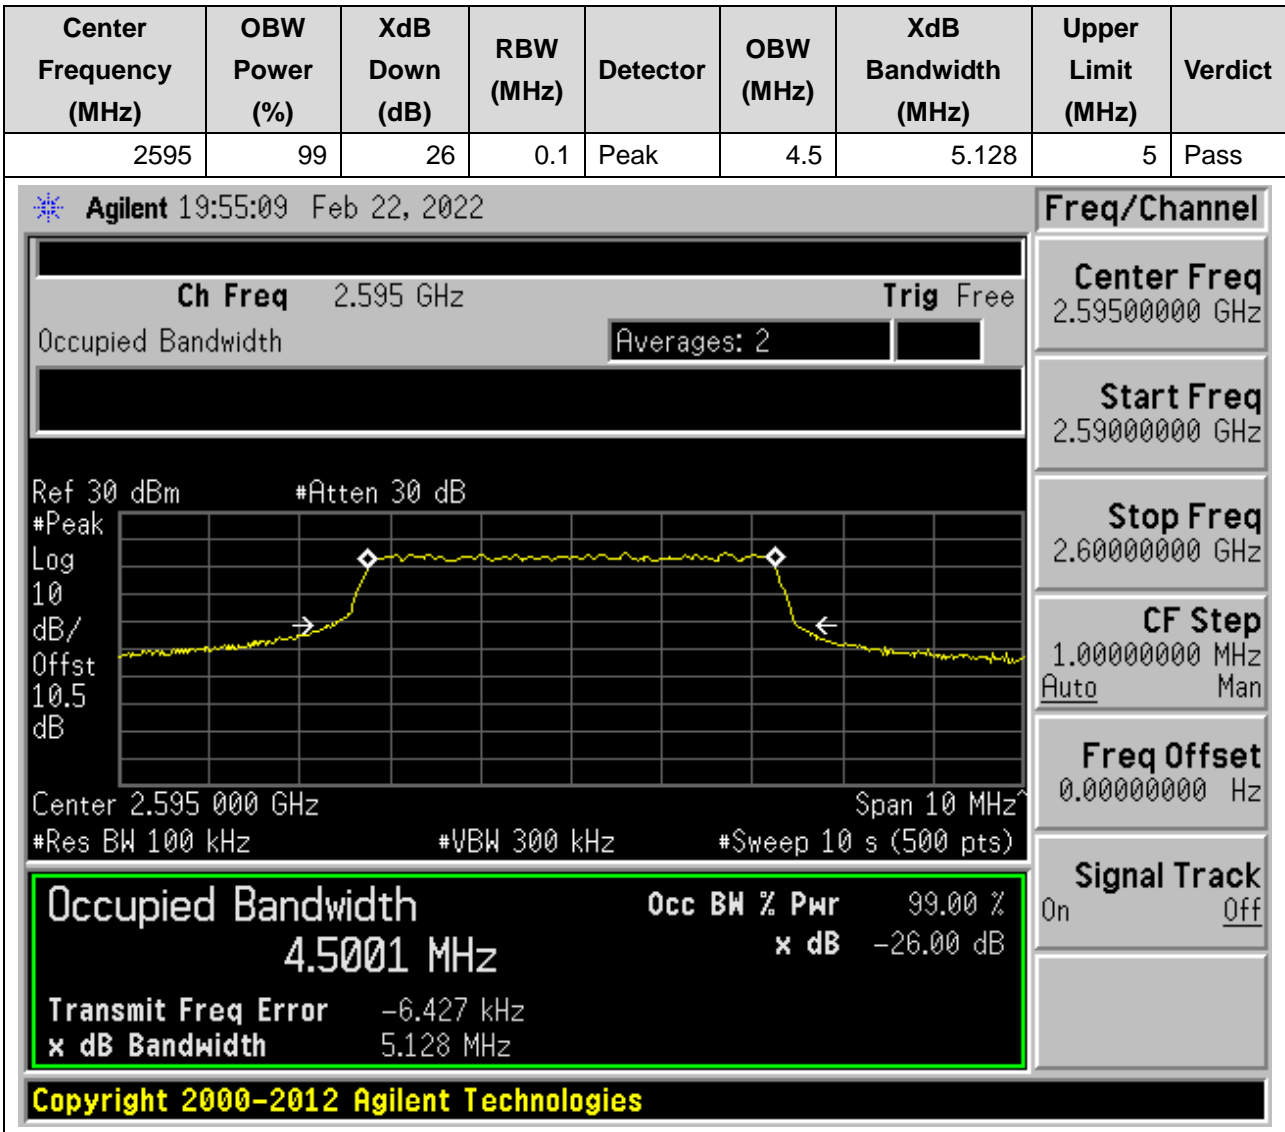 Center Frequency (MHz) OBW Power (%) XdB Down (dB) RBW (MHz) Detector OBW (MHz) XdB Bandwidth (MHz) Upper Limit (MHz) Verdict
2595 99 26 0.1 Peak 4.5 5.128 5 Pass
Agilent 19:55:09 Feb 22, 2022
Freq/Channel
Ch Freq 2.595 GHz Trig Free
Occupied Bandwidth Averages: 2
Center Freq
2.59500000 GHz
Start Freq
2.59000000 GHz
Stop Freq
2.60000000 GHz
CF Step
1.00000000 MHz
Auto Man
Freq Offset
0.00000000 Hz
Signal Track
On Off
Ref 30 dBm #Atten 30 dB
#Peak
Log
10
dB/
Offst
10.5
dB
Center 2.595 000 GHz Span 10 MHz^
#Res BW 100 kHz #VBW 300 kHz #Sweep 10 s (500 pts)
Occupied Bandwidth Occ BW % Pwr 99.00 %
4.5001 MHz x dB -26.00 dB
Transmit Freq Error -6.427 kHz
x dB Bandwidth 5.128 MHz
Copyright 2000-2012 Agilent Technologies